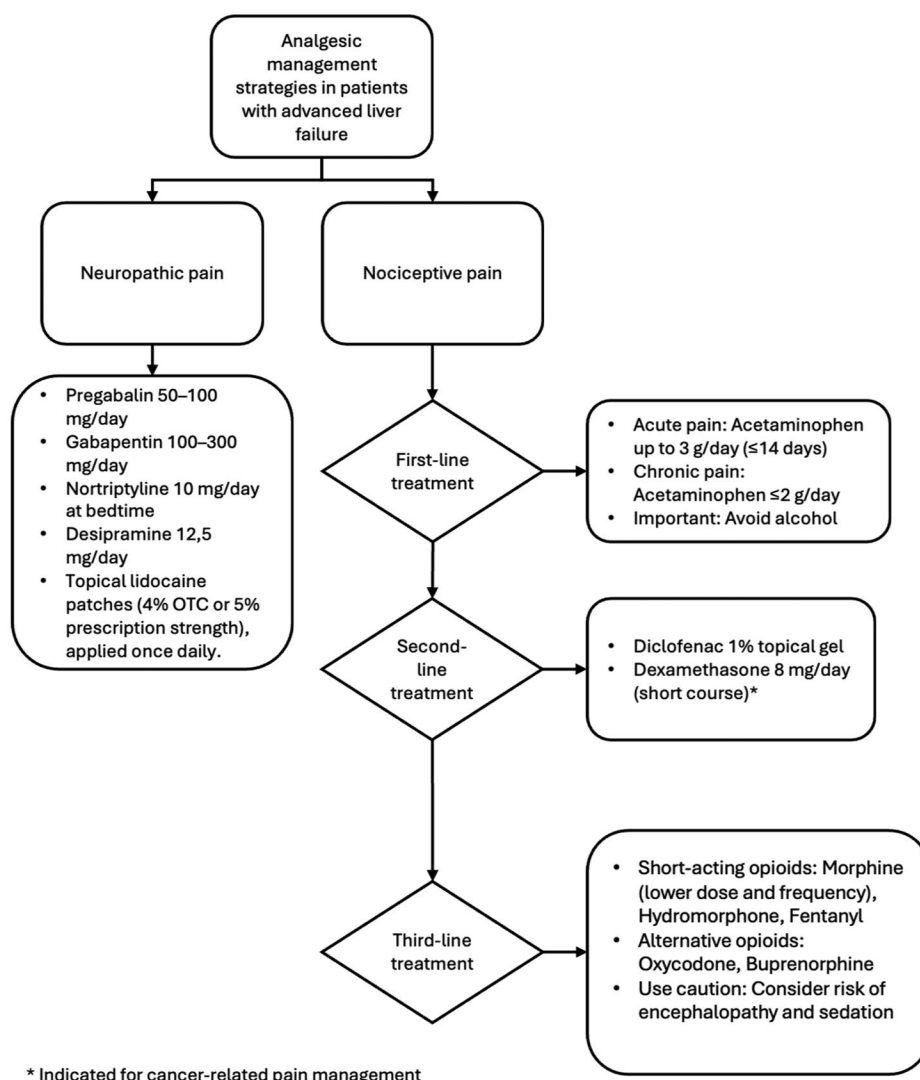 Analgesic
management
strategies in patients
with advanced liver
failure
Neuropathic pain
Nociceptive pain
• Pregabalin 50–100
mg/day
• Gabapentin 100–300
mg/day
• Nortriptyline 10 mg/day
at bedtime
• Desipramine 12,5
mg/day
• Topical lidocaine
patches (4% OTC or 5%
prescription strength),
applied once daily.
First-line
treatment
• Acute pain: Acetaminophen
up to 3 g/day (≤14 days)
• Chronic pain:
Acetaminophen ≤2 g/day
• Important: Avoid alcohol
Second-
line
treatment
• Diclofenac 1% topical gel
• Dexamethasone 8 mg/day
(short course)*
Third-line
treatment
• Short-acting opioids: Morphine
(lower dose and frequency),
Hydromorphone, Fentanyl
• Alternative opioids:
Oxycodone, Buprenorphine
• Use caution: Consider risk of
encephalopathy and sedation
* Indicated for cancer-related pain management